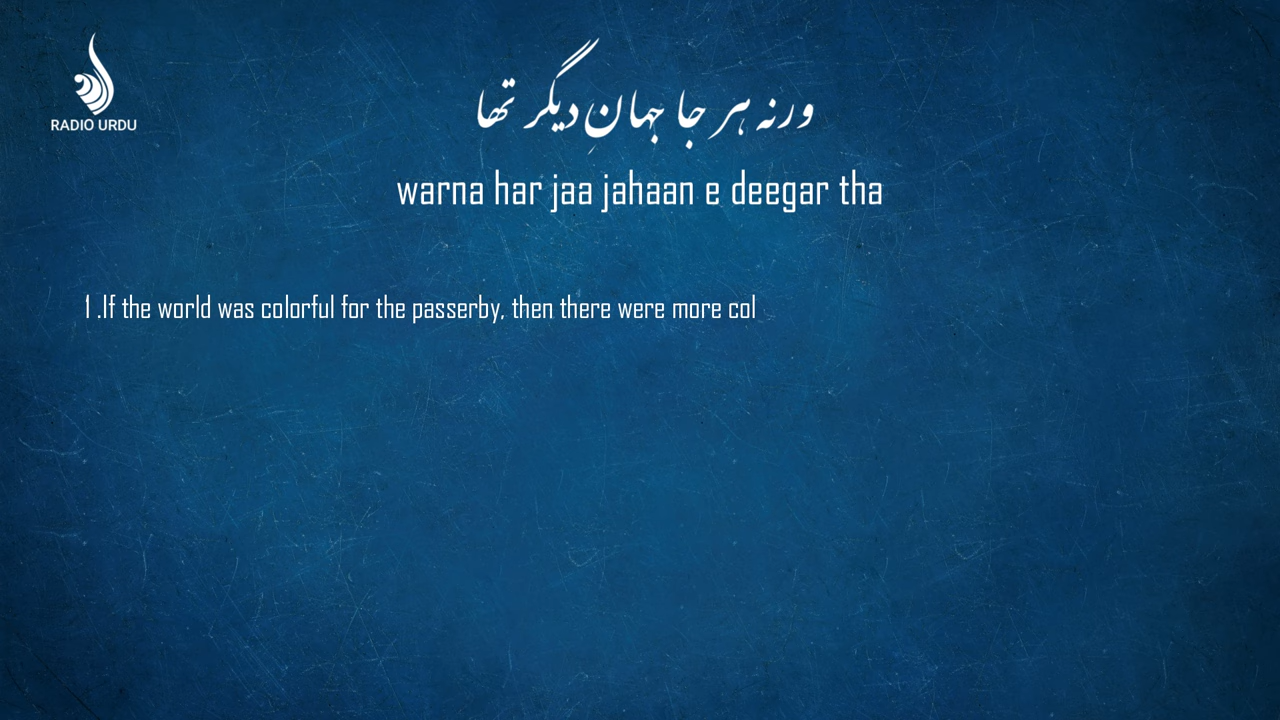 RADIO URDU
ورنہ ہر جا جہانِ دیگر تھا
warna har jaa jahaan e deegar tha
1 .If the world was colorful for the passerby, then there were more col